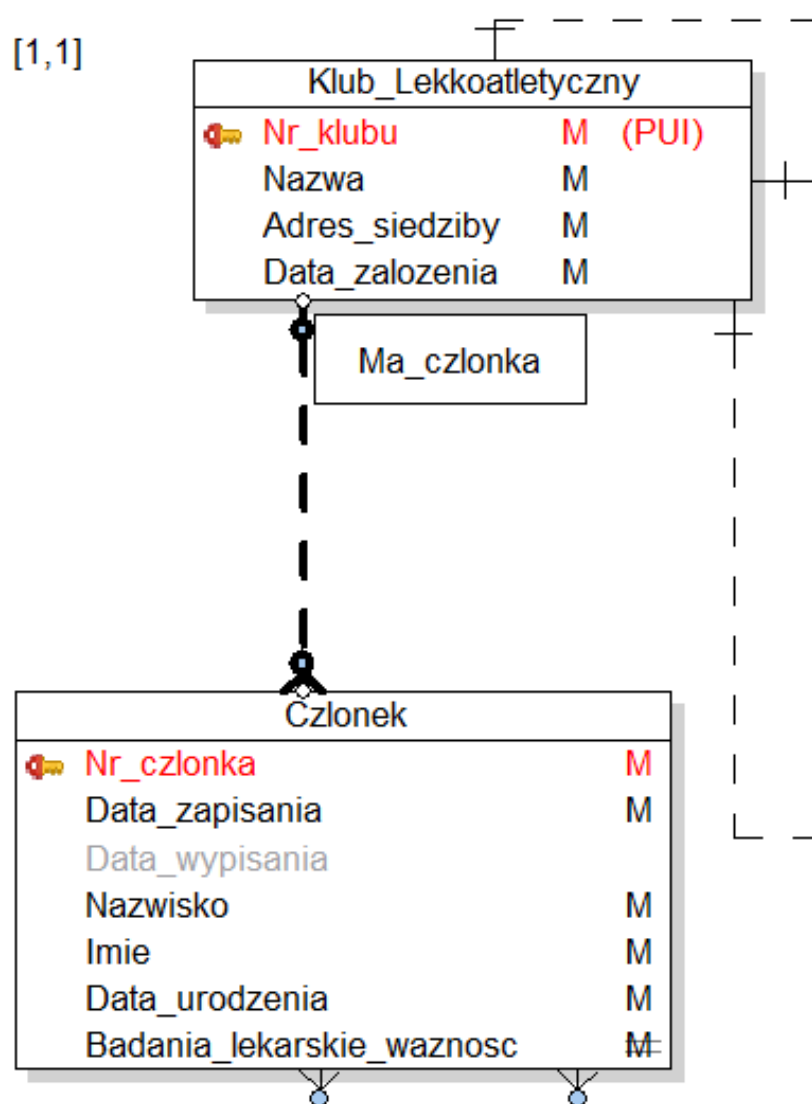 [1,1]
Klub_Lekkoatletyczny
Nr_klubu M (PUI)
Nazwa M
Adres_siedziby M
Data_zalozenia M
Ma_czlonka
Czlonek
Nr_czlonka M
Data_zapisania M
Data_wypisania
Nazwisko M
Imie M
Data_urodzenia M
Badania_lekarskie_waznosc M